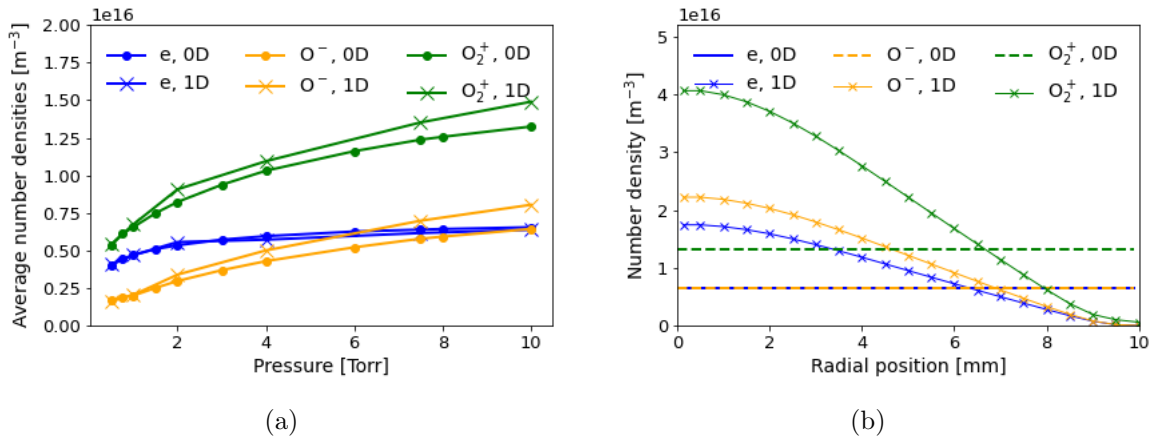 1e16
2.00
1.75
1.50
1.25
1.00
0.75
0.50
0.25
0.00
Average number densities [m⁻³]
e, 0D
O⁻, 0D
O₂⁺, 0D
e, 1D
O⁻, 1D
O₂⁺, 1D
2
4
6
8
10
Pressure [Torr]
(a)
1e16
5
4
3
2
1
0
Number density [m⁻³]
e, 0D
O⁻, 0D
O₂⁺, 0D
e, 1D
O⁻, 1D
O₂⁺, 1D
0
2
4
6
8
10
Radial position [mm]
(b)